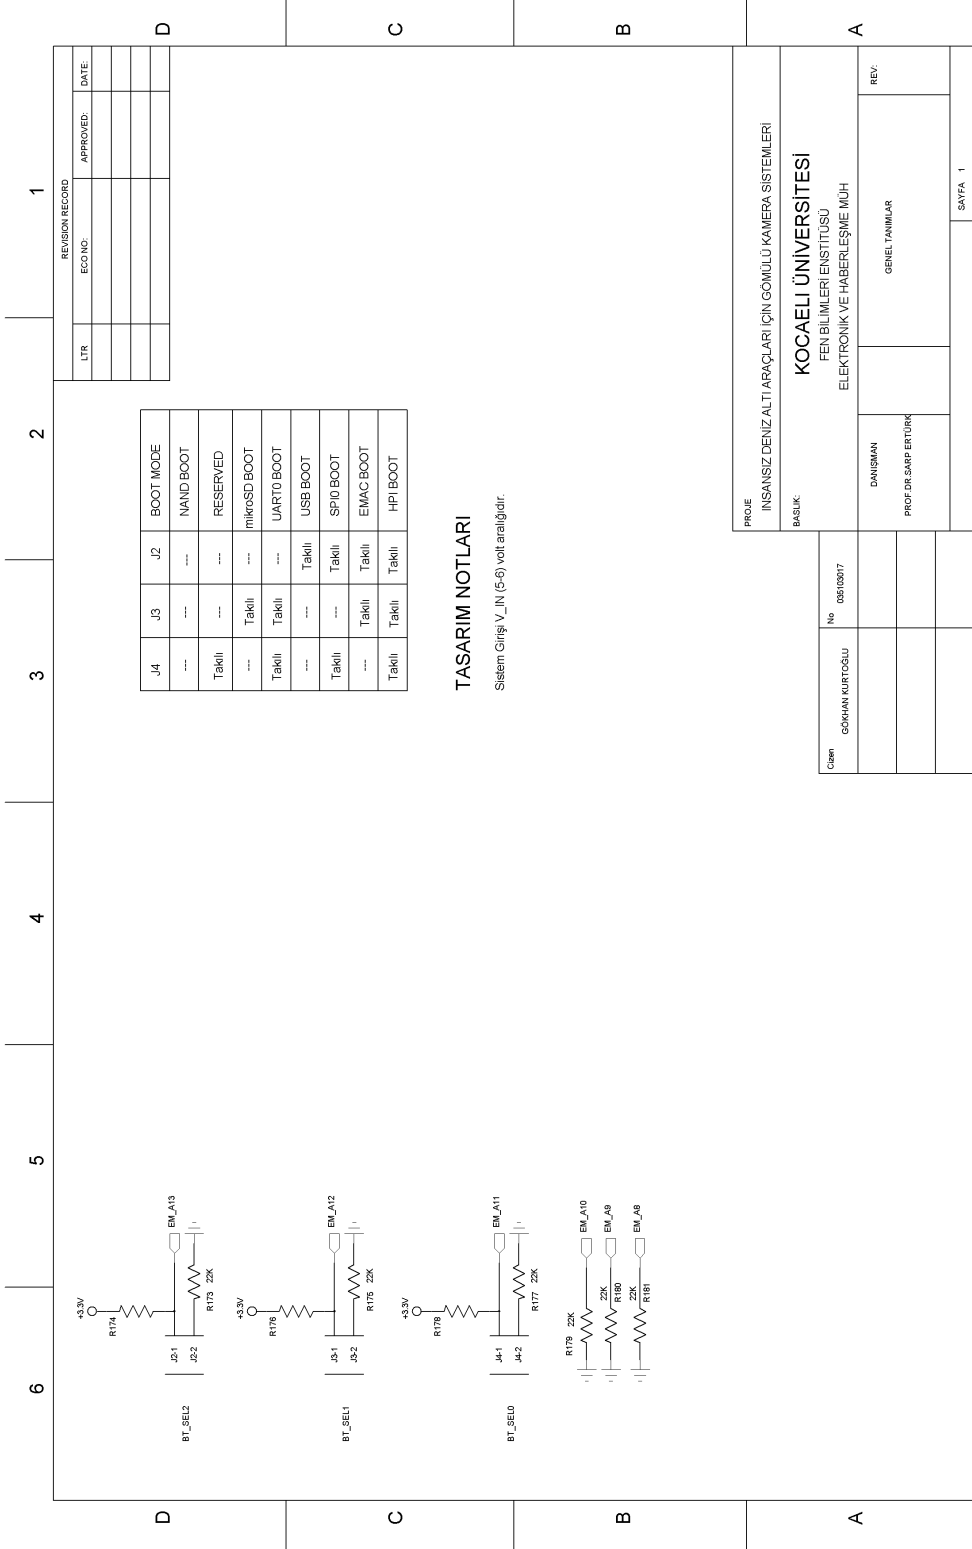 6 5 4 3 2 1
D
C
B
A
D
C
B
A
REVISION RECORD
LTR ECO NO: APPROVED: DATE:
+3.3V
R174
J2-1
J2-2
EM_A13
R173 22K
BT_SEL2
+3.3V
R176
J3-1
J3-2
EM_A12
R175 22K
BT_SEL1
+3.3V
R178
J4-1
J4-2
EM_A11
R177 22K
BT_SEL0
R179 22K EM_A10
22K R180 EM_A9
22K R181 EM_A8
J4 J3 J2 BOOT MODE
--- --- --- NAND BOOT
Takılı --- --- RESERVED
--- Takılı --- mikroSD BOOT
Takılı Takılı --- UART0 BOOT
--- --- Takılı USB BOOT
Takılı --- Takılı SPI0 BOOT
--- Takılı Takılı EMAC BOOT
Takılı Takılı Takılı HPI BOOT
TASARIM NOTLARI
Sistem Girişi V_IN (5-6) volt aralığıdır.
PROJE
INSANSIZ DENİZ ALTI ARAÇLARI İÇİN GÖMÜLÜ KAMERA SİSTEMLERİ
BASLIK:
KOCAELI ÜNİVERSİTESİ
FEN BİLİMLERİ ENSTİTÜSÜ
ELEKTRONİK VE HABERLEŞME MÜH
Cizen
GÖKHAN KURTOĞLU
No
035103017
DANIŞMAN
PROF.DR.SARP ERTÜRK
GENEL TANIMLAR
REV:
SAYFA 1